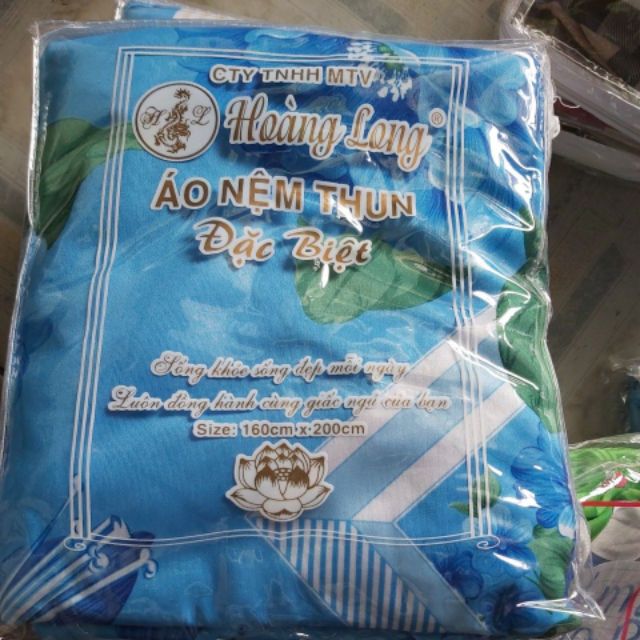 CTY TNHH MTV
H L
Hoàng Long ®
ÁO NỆM THUN
Đặc Biệt
Sống khỏe sống đẹp mỗi ngày
Luôn đồng hành cùng giấc ngủ của bạn
Size: 160cm x 200cm